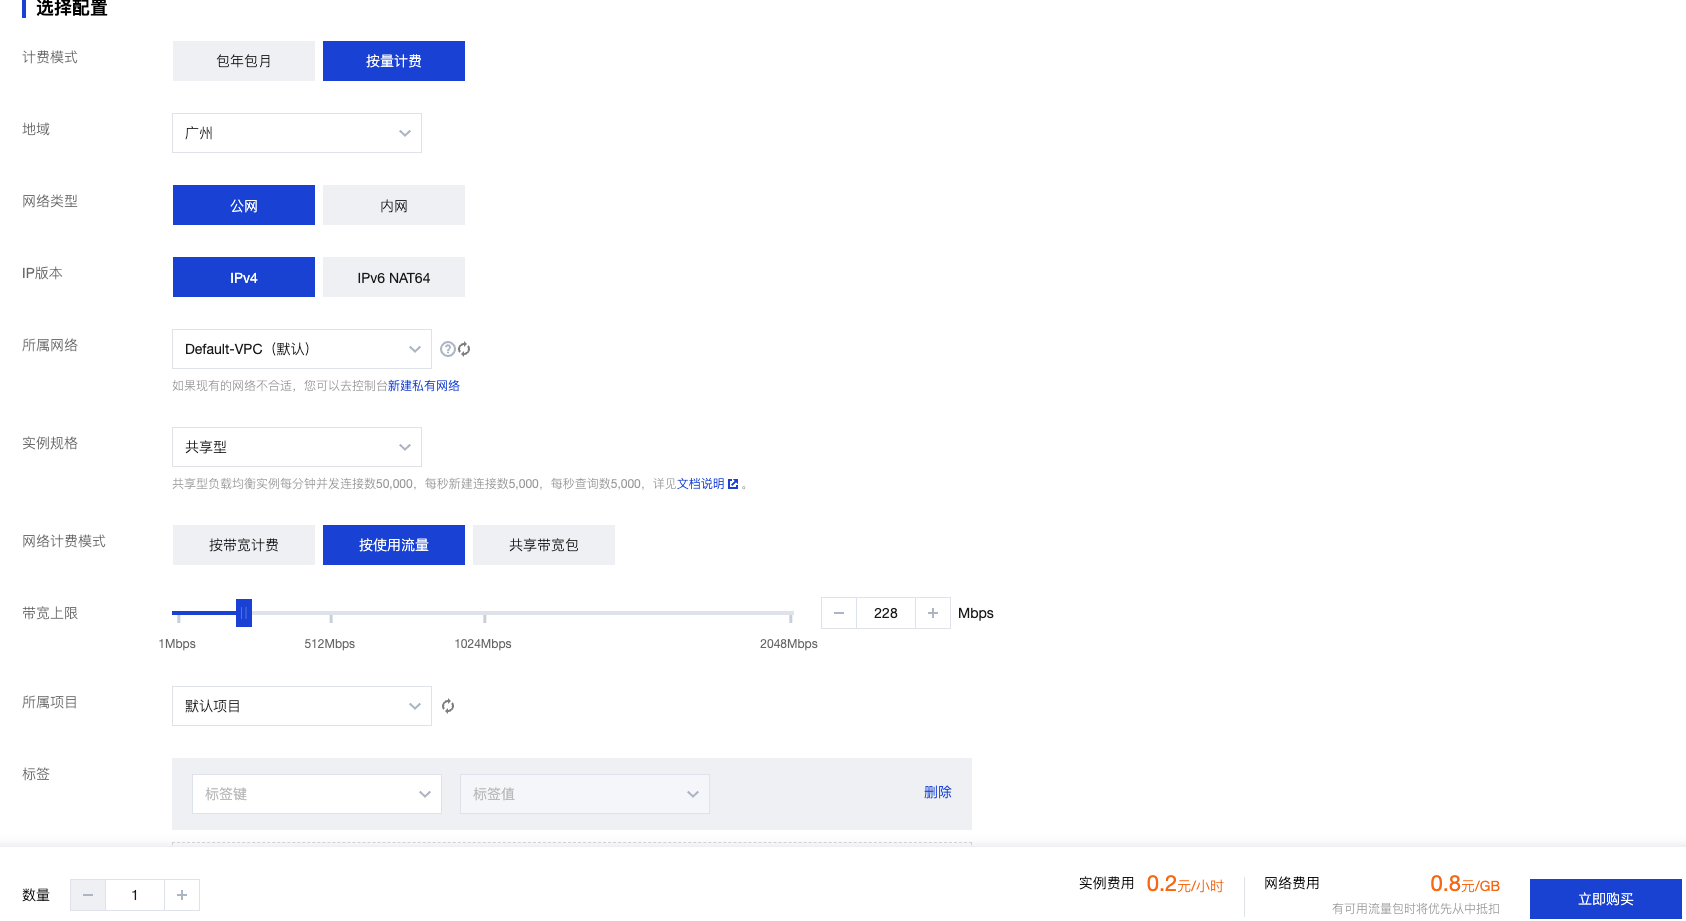 选择配置
计费模式 包年包月 按量计费
地域 广州
网络类型 公网 内网
IP版本 IPv4 IPv6 NAT64
所属网络 Default-VPC（默认）
如果现有的网络不合适，您可以去控制台新建私有网络
实例规格 共享型
共享型负载均衡实例每分钟并发连接数50,000，每秒新建连接数5,000，每秒查询数5,000，详见文档说明。
网络计费模式 按带宽计费 按使用流量 共享带宽包
带宽上限 228 Mbps
1Mbps 512Mbps 1024Mbps 2048Mbps
所属项目 默认项目
标签 标签键 标签值 删除
数量 1 实例费用 0.2元/小时 网络费用 0.8元/GB 立即购买
有可用流量包时将优先从中抵扣